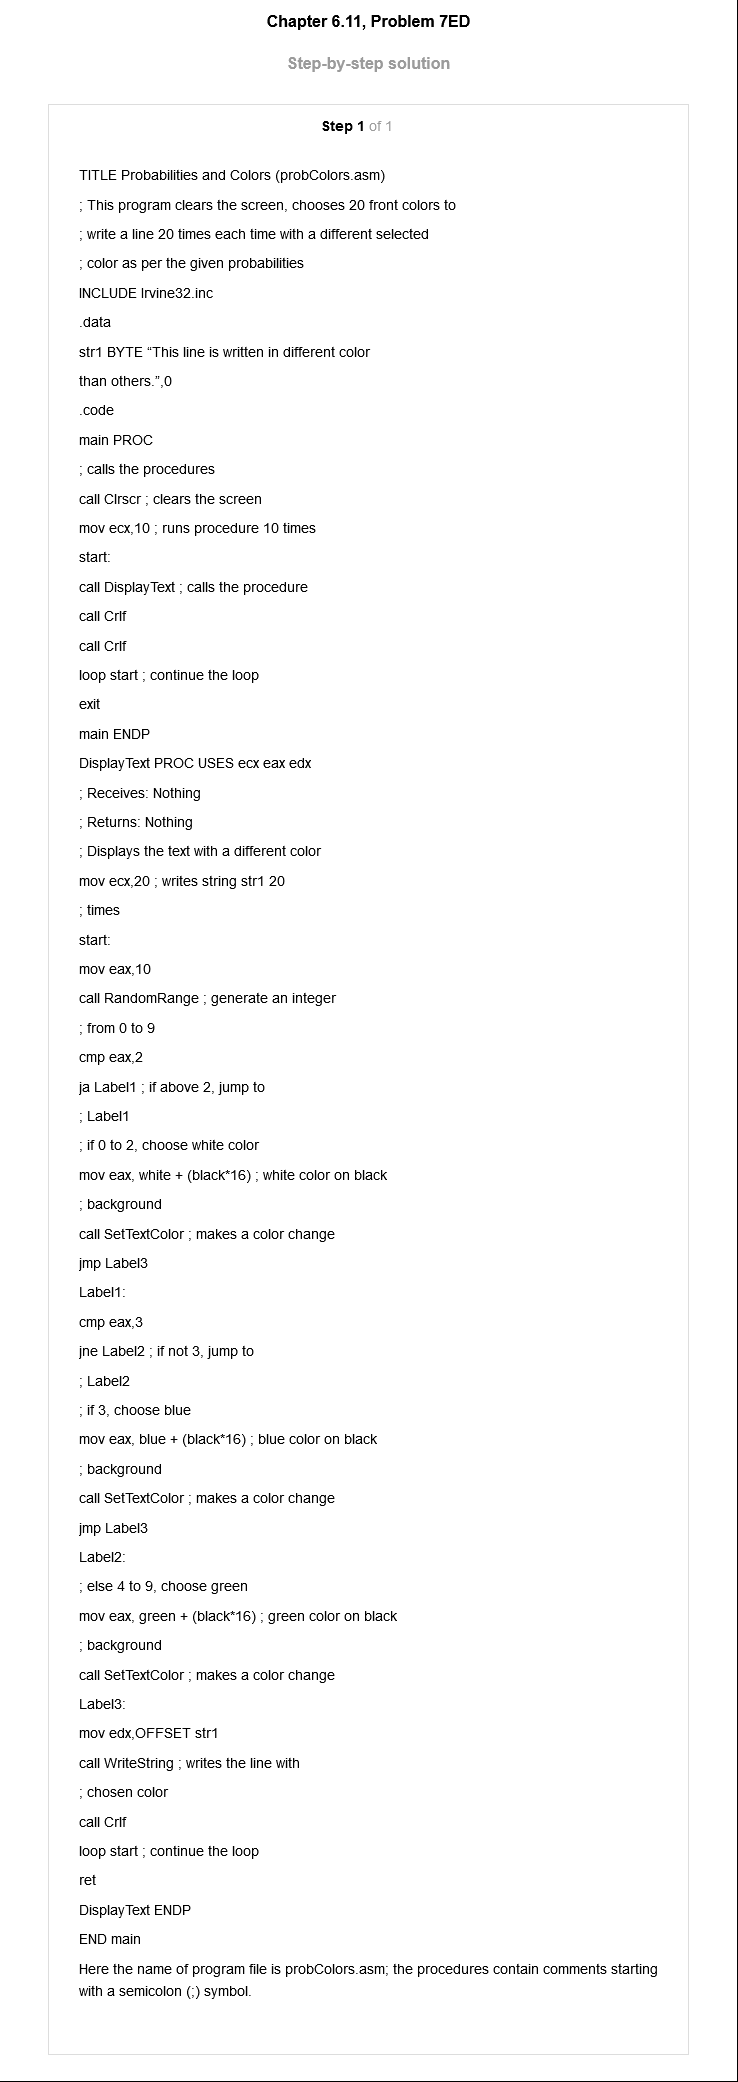 Chapter 6.11, Problem 7ED
Step-by-step solution
Step 1 of 1
TITLE Probabilities and Colors (probColors.asm)
; This program clears the screen, chooses 20 front colors to
; write a line 20 times each time with a different selected
; color as per the given probabilities
INCLUDE Irvine32.inc
.data
str1 BYTE “This line is written in different color
than others.”,0
.code
main PROC
; calls the procedures
call Clrscr ; clears the screen
mov ecx,10 ; runs procedure 10 times
start:
call DisplayText ; calls the procedure
call Crlf
call Crlf
loop start ; continue the loop
exit
main ENDP
DisplayText PROC USES ecx eax edx
; Receives: Nothing
; Returns: Nothing
; Displays the text with a different color
mov ecx,20 ; writes string str1 20
; times
start:
mov eax,10
call RandomRange ; generate an integer
; from 0 to 9
cmp eax,2
ja Label1 ; if above 2, jump to
; Label1
; if 0 to 2, choose white color
mov eax, white + (black*16) ; white color on black
; background
call SetTextColor ; makes a color change
jmp Label3
Label1:
cmp eax,3
jne Label2 ; if not 3, jump to
; Label2
; if 3, choose blue
mov eax, blue + (black*16) ; blue color on black
; background
call SetTextColor ; makes a color change
jmp Label3
Label2:
; else 4 to 9, choose green
mov eax, green + (black*16) ; green color on black
; background
call SetTextColor ; makes a color change
Label3:
mov edx,OFFSET str1
call WriteString ; writes the line with
; chosen color
call Crlf
loop start ; continue the loop
ret
DisplayText ENDP
END main
Here the name of program file is probColors.asm; the procedures contain comments starting
with a semicolon (;) symbol.